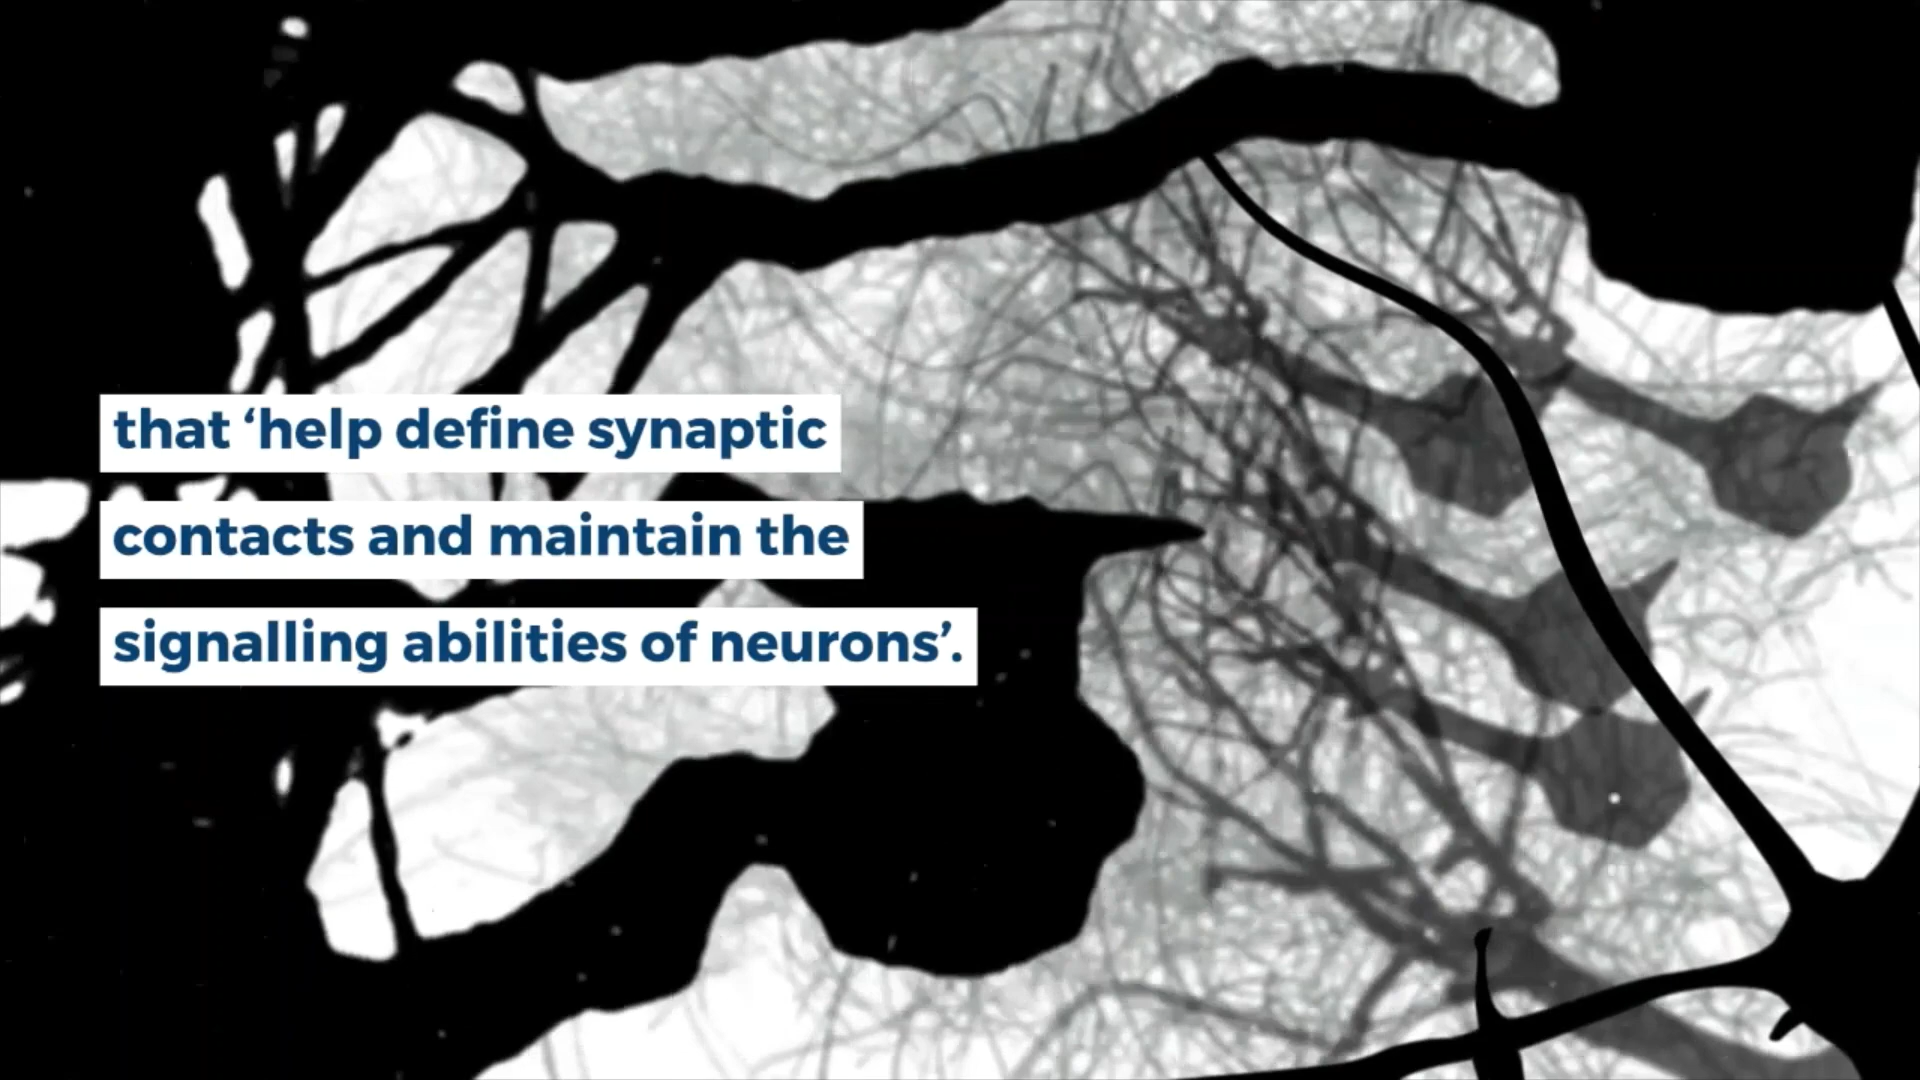 that ‘help define synaptic
contacts and maintain the
signalling abilities of neurons’.